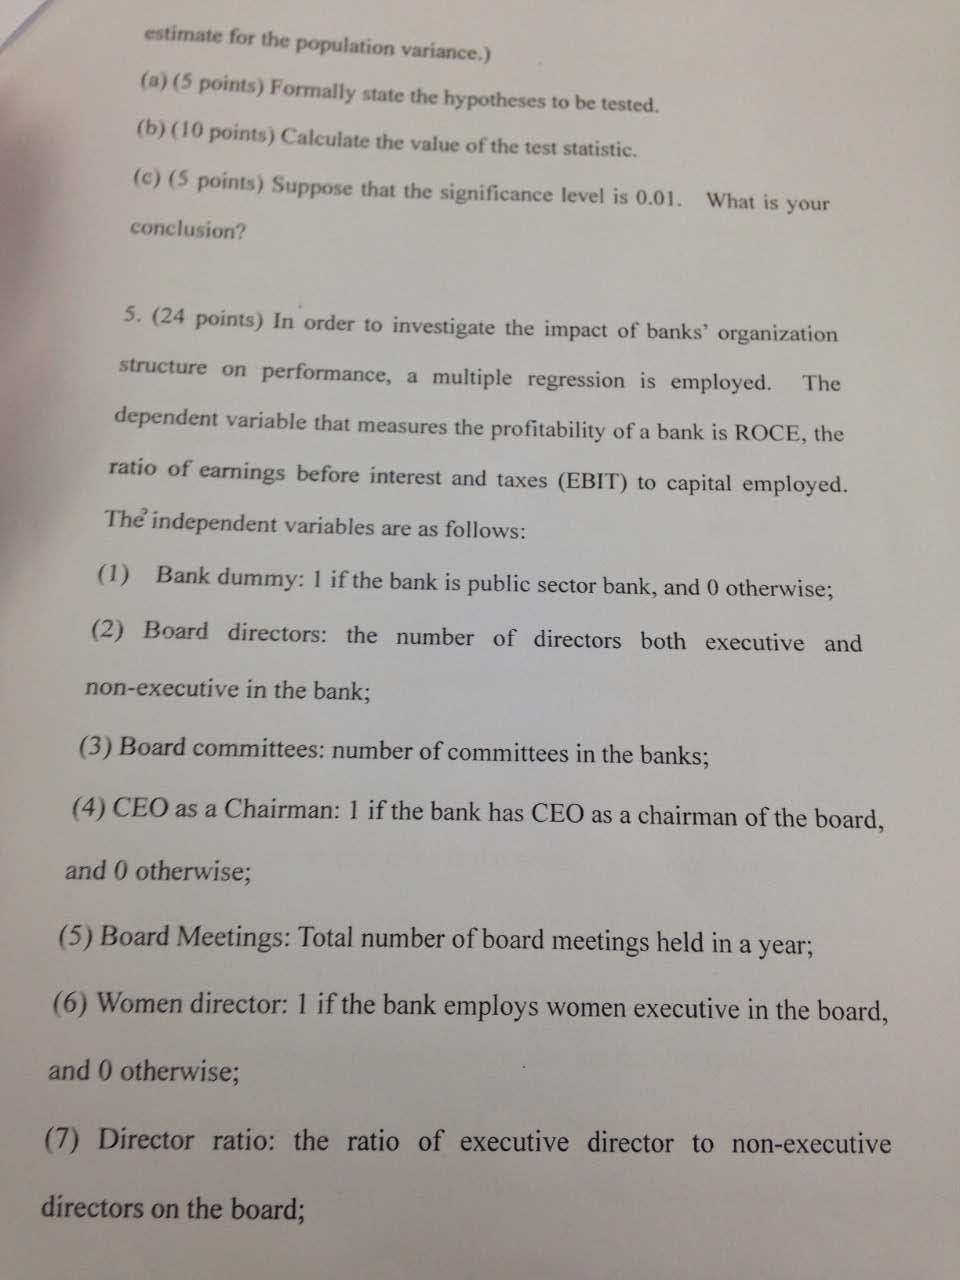 estimate for the population variance.)
(a) (5 points) Formally state the hypotheses to be tested.
(b) (10 points) Calculate the value of the test statistic.
(c) (5 points) Suppose that the significance level is 0.01. What is your
conclusion?
5. (24 points) In order to investigate the impact of banks' organization
structure on performance, a multiple regression is employed. The
dependent variable that measures the profitability of a bank is ROCE, the
ratio of earnings before interest and taxes (EBIT) to capital employed.
The independent variables are as follows:
(1) Bank dummy: 1 if the bank is public sector bank, and 0 otherwise;
(2) Board directors: the number of directors both executive and
non-executive in the bank;
(3) Board committees: number of committees in the banks;
(4) CEO as a Chairman: 1 if the bank has CEO as a chairman of the board,
and 0 otherwise;
(5) Board Meetings: Total number of board meetings held in a year;
(6) Women director: 1 if the bank employs women executive in the board,
and 0 otherwise;
(7) Director ratio: the ratio of executive director to non-executive
directors on the board;